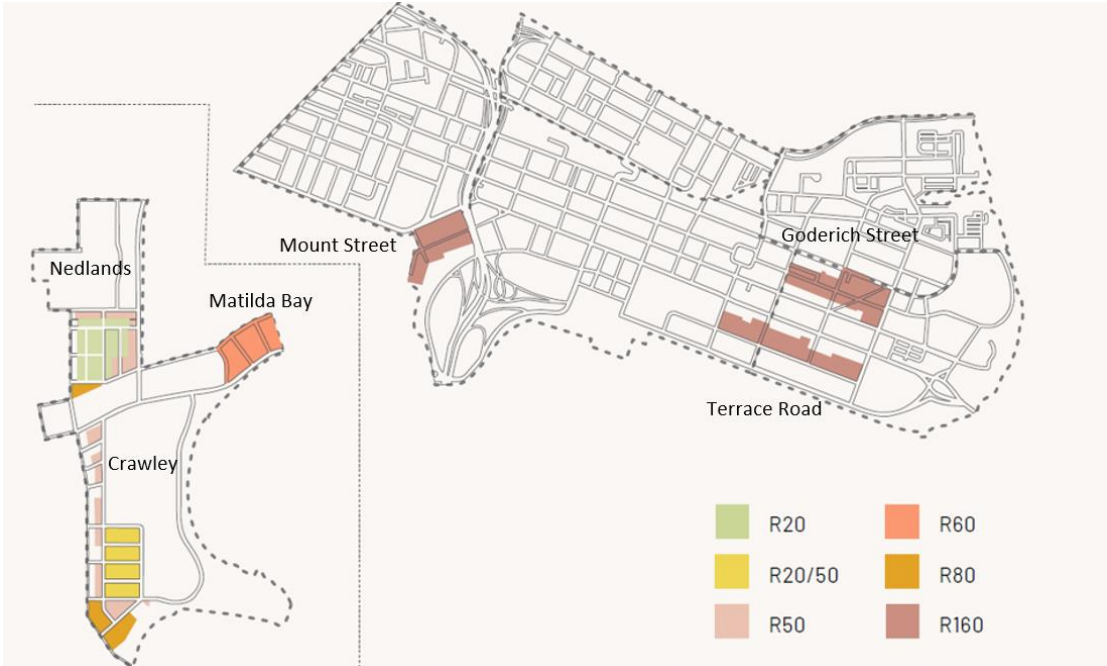 Mount Street
Goderich Street
Nedlands
Matilda Bay
Terrace Road
Crawley
R20
R60
R20/50
R80
R50
R160